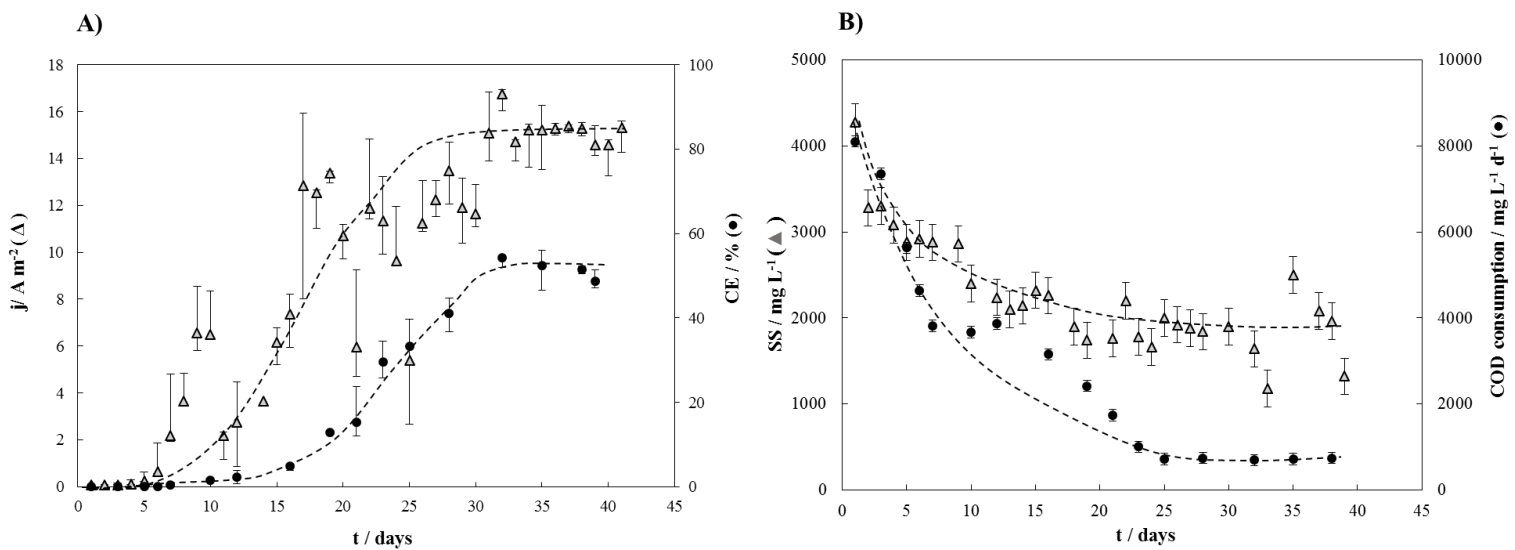 A)
j/ A m-2 (Δ)
18
16
14
12
10
8
6
4
2
0
100
80
60
40
20
0
CE / % (●)
0 5 10 15 20 25 30 35 40 45
t / days
B)
SS / mg L-1 (▲)
5000
4000
3000
2000
1000
0
10000
8000
6000
4000
2000
0
COD consumption / mg L-1 d-1 (●)
0 5 10 15 20 25 30 35 40 45
t / days